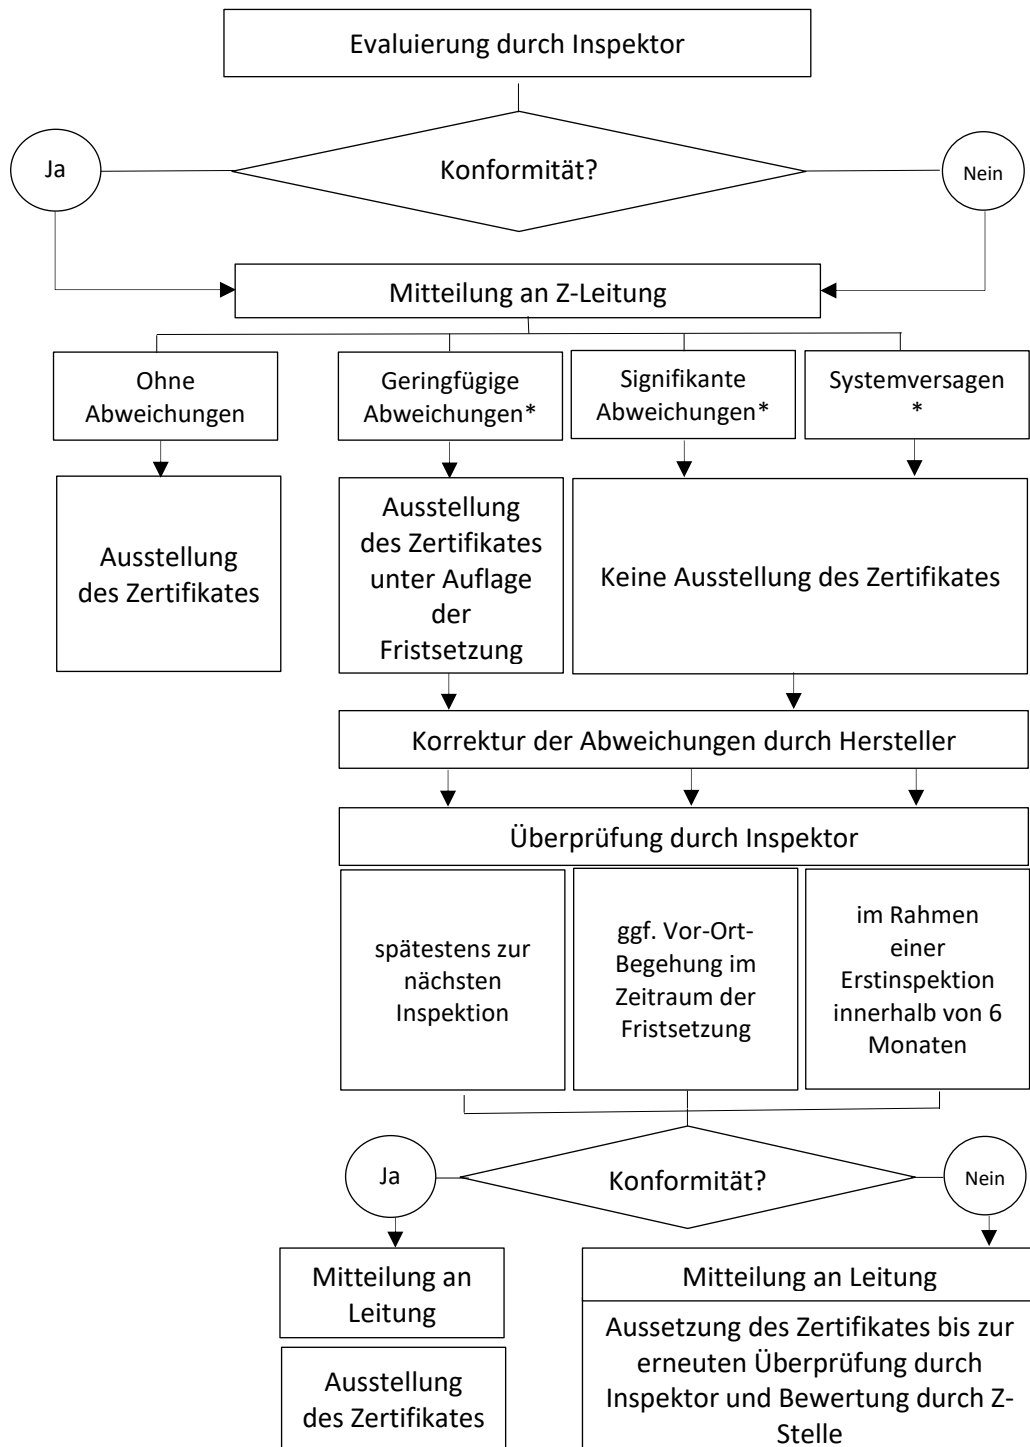 Evaluierung durch Inspektor
Ja
Konformität?
Nein
Mitteilung an Z-Leitung
Ohne
Abweichungen
Geringfügige
Abweichungen*
Signifikante
Abweichungen*
Systemversagen
*
Ausstellung
des Zertifikates
Ausstellung
des Zertifikates
unter Auflage
der
Fristsetzung
Keine Ausstellung des Zertifikates
Korrektur der Abweichungen durch Hersteller
Überprüfung durch Inspektor
spätestens zur
nächsten
Inspektion
ggf. Vor-Ort-
Begehung im
Zeitraum der
Fristsetzung
im Rahmen
einer
Erstinspektion
innerhalb von 6
Monaten
Ja
Konformität?
Nein
Mitteilung an
Leitung
Ausstellung
des Zertifikates
Mitteilung an Leitung
Aussetzung des Zertifikates bis zur
erneuten Überprüfung durch
Inspektor und Bewertung durch Z-
Stelle